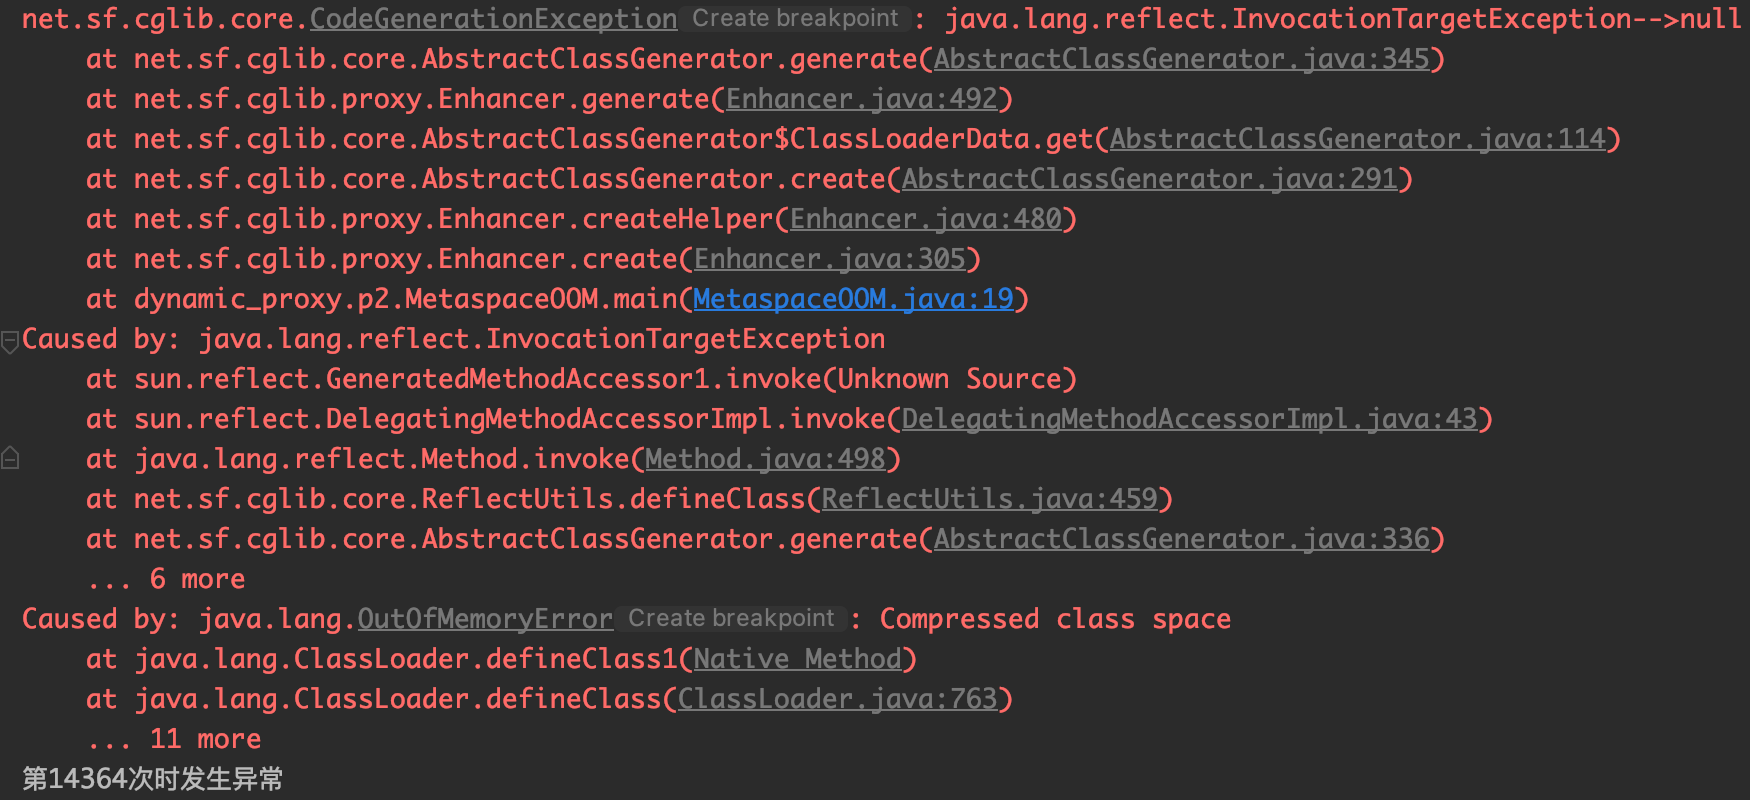 net.sf.cglib.core.CodeGenerationException Create breakpoint : java.lang.reflect.InvocationTargetException-->null
at net.sf.cglib.core.AbstractClassGenerator.generate(AbstractClassGenerator.java:345)
at net.sf.cglib.proxy.Enhancer.generate(Enhancer.java:492)
at net.sf.cglib.core.AbstractClassGenerator$ClassLoaderData.get(AbstractClassGenerator.java:114)
at net.sf.cglib.core.AbstractClassGenerator.create(AbstractClassGenerator.java:291)
at net.sf.cglib.proxy.Enhancer.createHelper(Enhancer.java:480)
at net.sf.cglib.proxy.Enhancer.create(Enhancer.java:305)
at dynamic_proxy.p2.MetaspaceOOM.main(MetaspaceOOM.java:19)
Caused by: java.lang.reflect.InvocationTargetException
at sun.reflect.GeneratedMethodAccessor1.invoke(Unknown Source)
at sun.reflect.DelegatingMethodAccessorImpl.invoke(DelegatingMethodAccessorImpl.java:43)
at java.lang.reflect.Method.invoke(Method.java:498)
at net.sf.cglib.core.ReflectUtils.defineClass(ReflectUtils.java:459)
at net.sf.cglib.core.AbstractClassGenerator.generate(AbstractClassGenerator.java:336)
... 6 more
Caused by: java.lang.OutOfMemoryError Create breakpoint : Compressed class space
at java.lang.ClassLoader.defineClass1(Native Method)
at java.lang.ClassLoader.defineClass(ClassLoader.java:763)
... 11 more
第14364次时发生异常